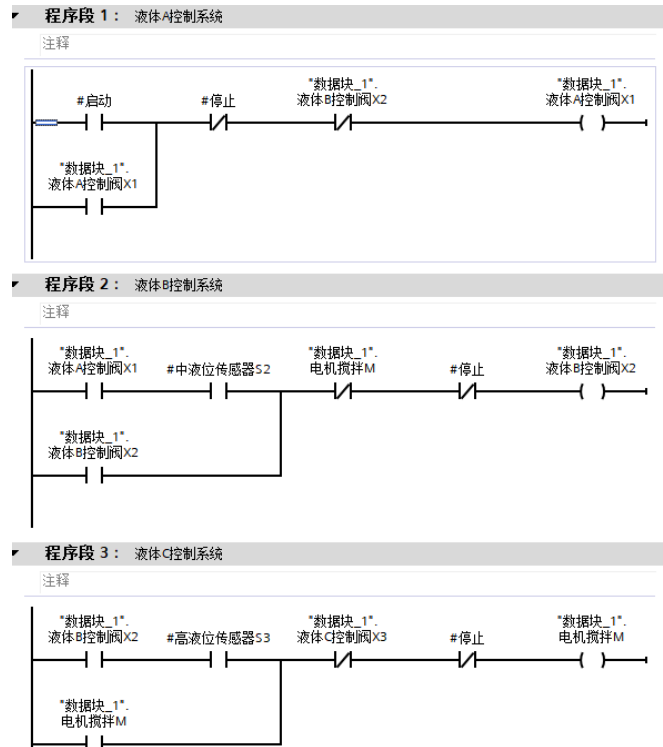 程序段 1： 液体A控制系统
注释
"数据块_1".
液体A控制阀X1
"数据块_1".
液体B控制阀X2
#启动
#停止
"数据块_1".
液体A控制阀X1
程序段 2： 液体B控制系统
注释
"数据块_1".
液体A控制阀X1
#中液位传感器S2
"数据块_1".
电机搅拌M
#停止
"数据块_1".
液体B控制阀X2
"数据块_1".
液体B控制阀X2
程序段 3： 液体C控制系统
注释
"数据块_1".
液体B控制阀X2
#高液位传感器S3
"数据块_1".
液体C控制阀X3
#停止
"数据块_1".
电机搅拌M
"数据块_1".
电机搅拌M